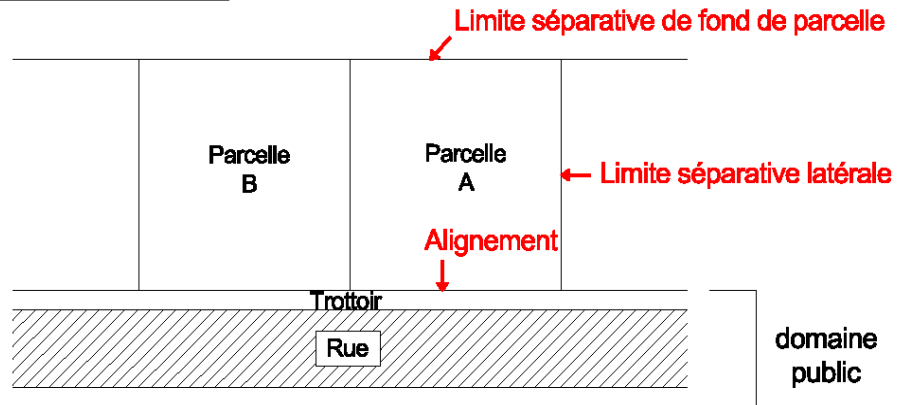 Limite séparative de fond de parcelle
Parcelle
B
Parcelle
A
Limite séparative latérale
Alignement
Trottoir
Rue
domaine
public